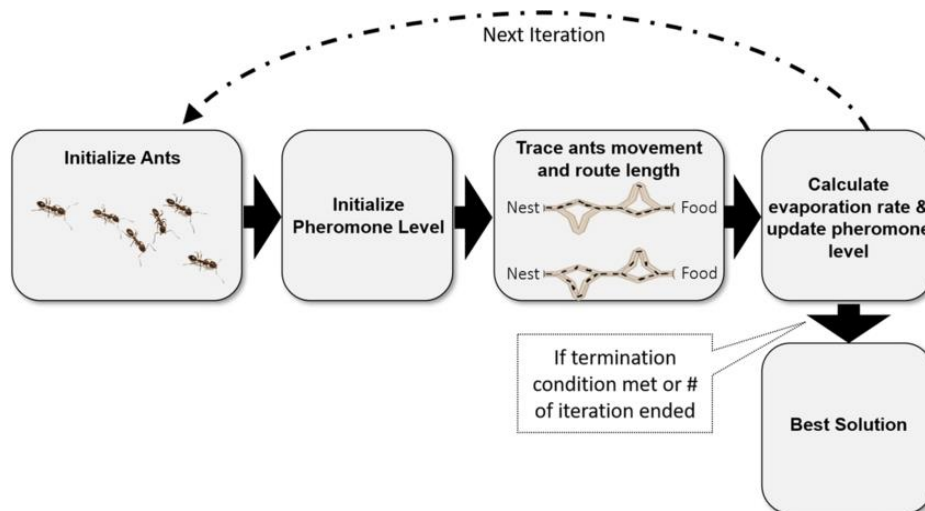 Next Iteration
Initialize Ants
Initialize
Pheromone Level
Trace ants movement
and route length
Nest
Food
Nest
Food
Calculate
evaporation rate &
update pheromone
level
If termination
condition met or #
of iteration ended
Best Solution